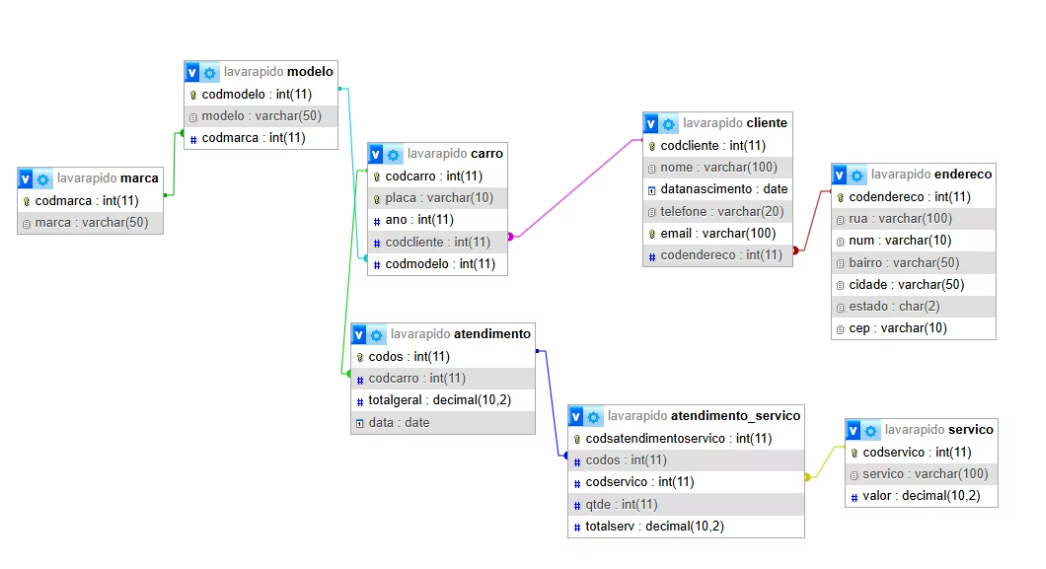 lavarapido modelo
codmodelo : int(11)
modelo : varchar(50)
codmarca : int(11)
lavarapido marca
codmarca : int(11)
marca : varchar(50)
lavarapido carro
codcarro : int(11)
placa : varchar(10)
ano : int(11)
codcliente : int(11)
codmodelo : int(11)
lavarapido cliente
codcliente : int(11)
nome : varchar(100)
datanascimento : date
telefone : varchar(20)
email : varchar(100)
codendereco : int(11)
lavarapido endereco
codendereco : int(11)
rua : varchar(100)
num : varchar(10)
bairro : varchar(50)
cidade : varchar(50)
estado : char(2)
cep : varchar(10)
lavarapido atendimento
codos : int(11)
codcarro : int(11)
totalgeral : decimal(10,2)
data : date
lavarapido atendimento_servico
codsatendimentoservico : int(11)
codos : int(11)
codservico : int(11)
qtde : int(11)
totalserv : decimal(10,2)
lavarapido servico
codservico : int(11)
servico : varchar(100)
valor : decimal(10,2)